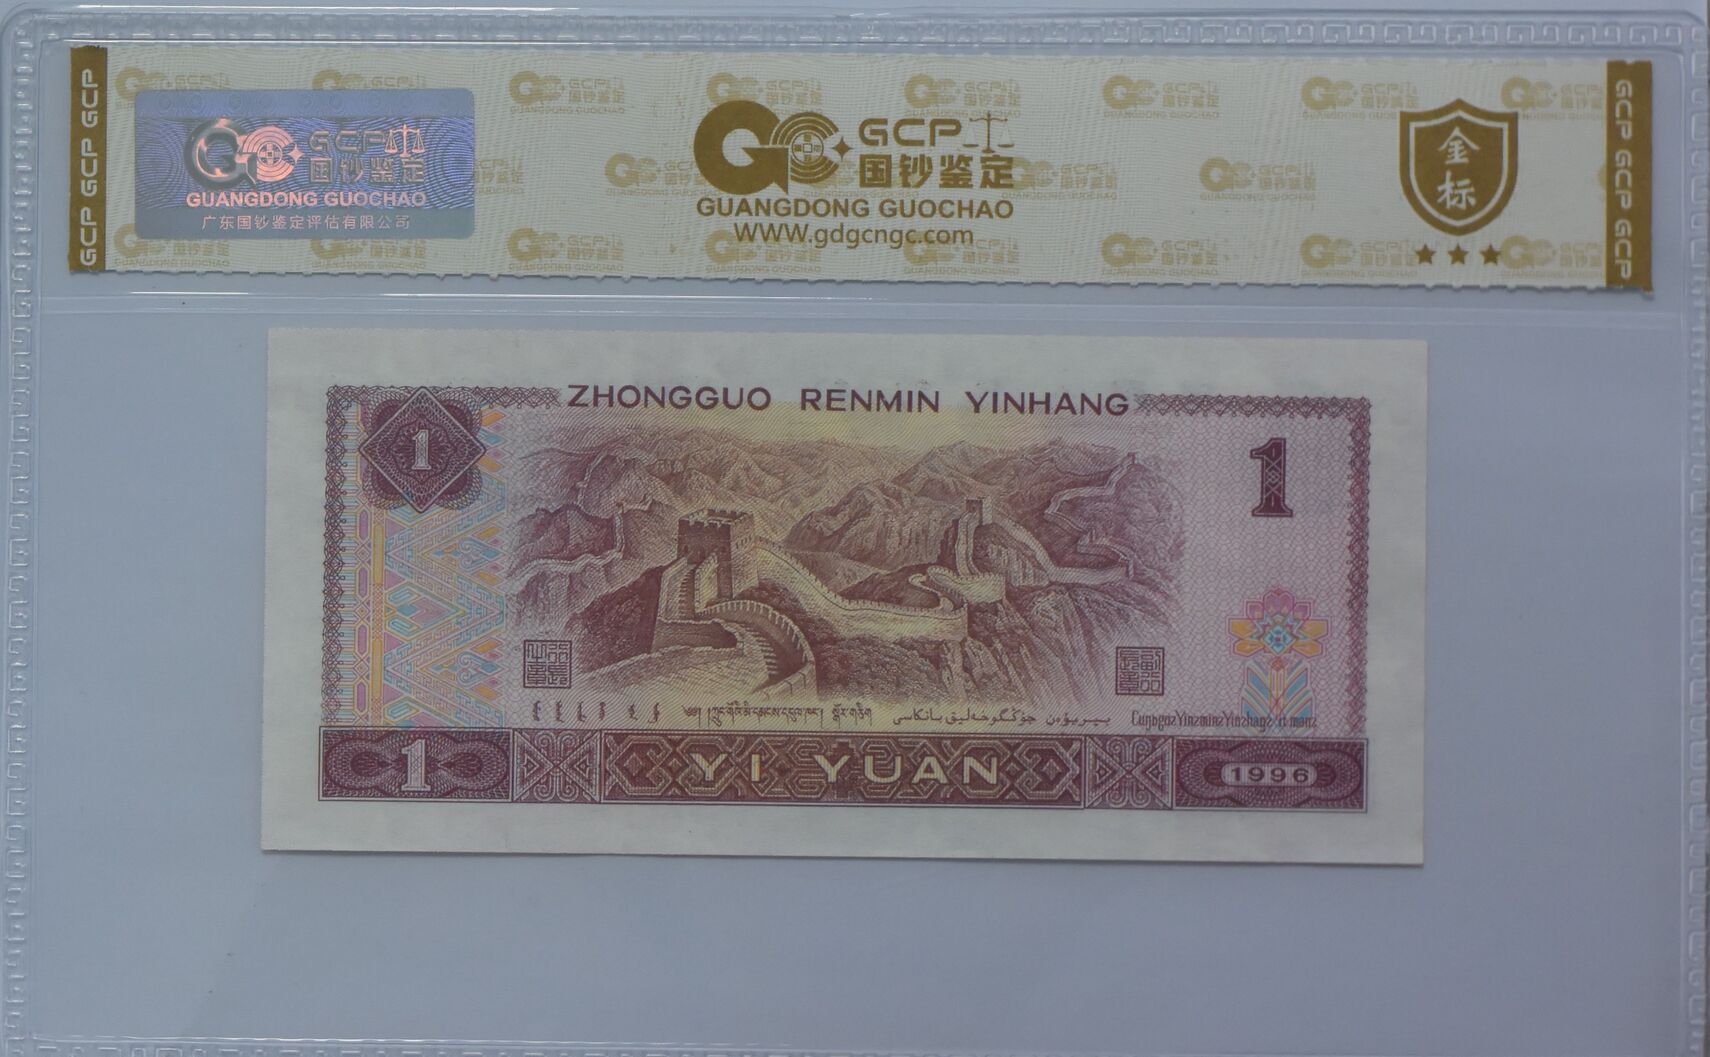 GCP GCP GCP
GCP
国钞鉴定
GUANGDONG GUOCHAO
广东国钞鉴定评估有限公司
GCP
国钞鉴定
GUANGDONG GUOCHAO
www.gdgcngc.com
金标
GCP GCP GCP
ZHONGGUO RENMIN YINHANG
1
1
1
YI YUAN
1996